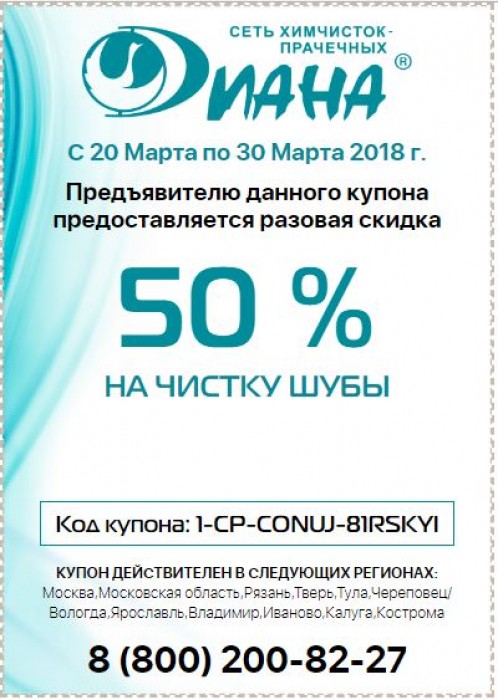 СЕТЬ ХИМЧИСТОК-
ПРАЧЕЧНЫХ
ДИАНА®
С 20 Марта по 30 Марта 2018 г.
Предъявителю данного купона
предоставляется разовая скидка
50 %
НА ЧИСТКУ ШУБЫ
Код купона: 1-CP-CONUJ-81RSKYI
КУПОН ДЕЙСТВИТЕЛЕН В СЛЕДУЮЩИХ РЕГИОНАХ:
Москва,Московская область,Рязань,Тверь,Тула,Череповец/
Вологда,Ярославль,Владимир,Иваново,Калуга,Кострома
8 (800) 200-82-27